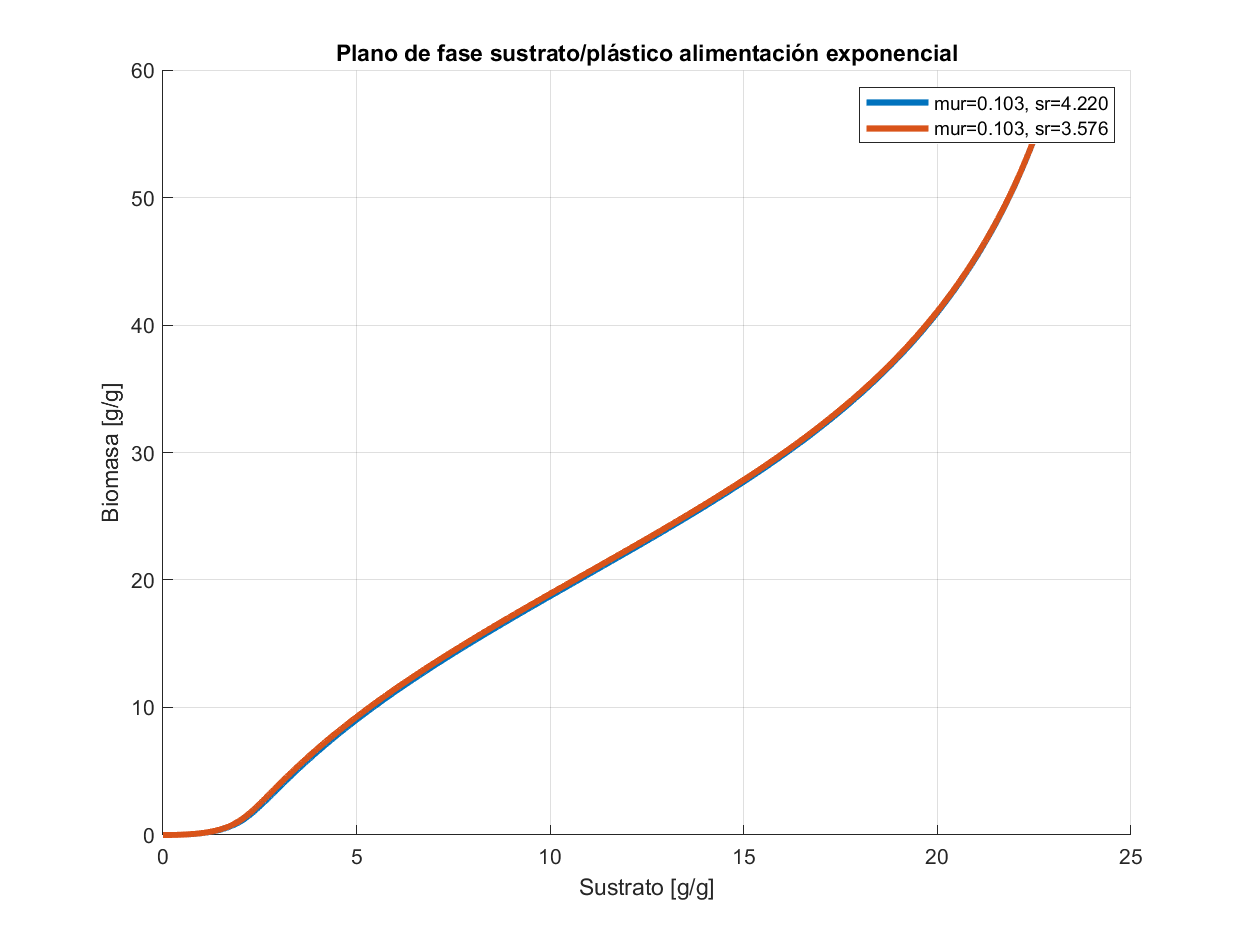 Plano de fase sustrato/plástico alimentación exponencial
60
50
40
30
20
10
0
Biomasa [g/g]
mur=0.103, sr=4.220
mur=0.103, sr=3.576
0 5 10 15 20 25
Sustrato [g/g]